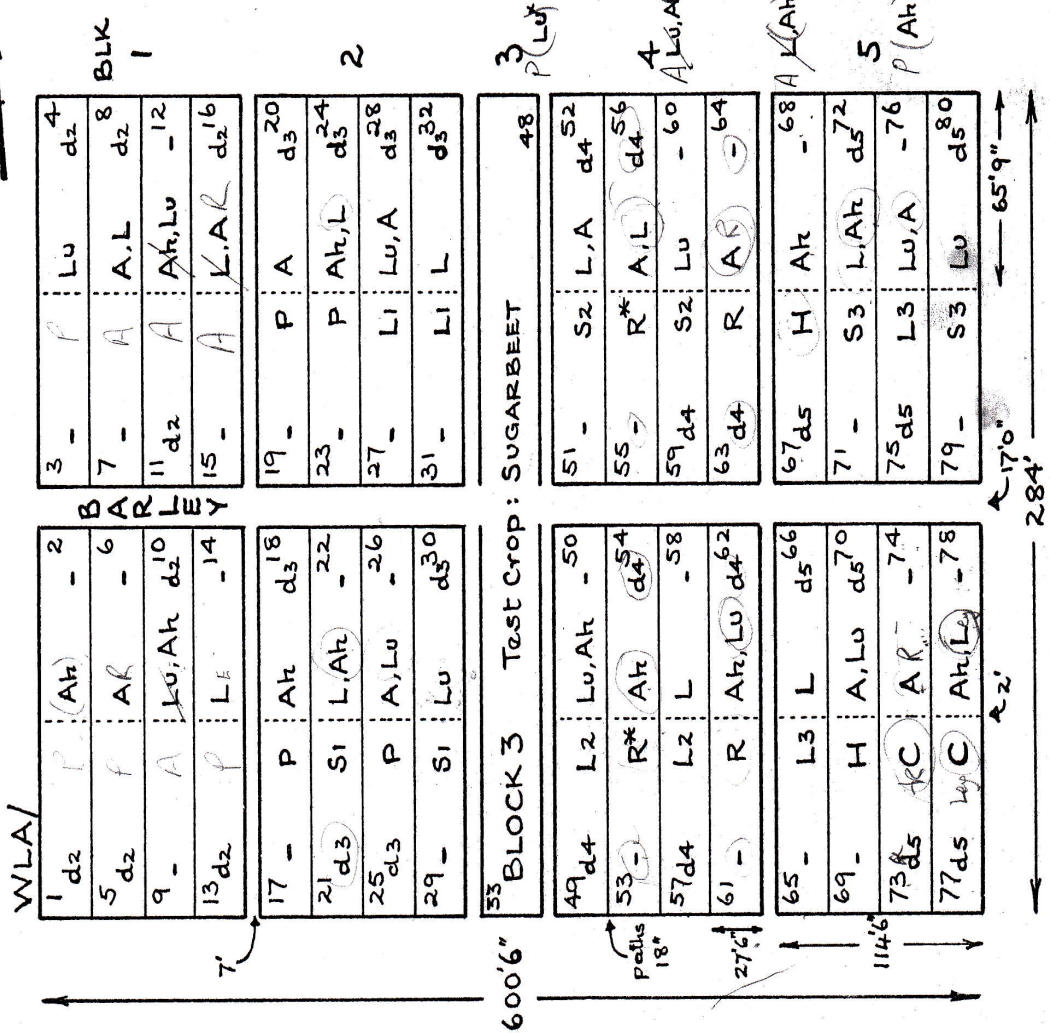 WLA/
BARLEY
BLK
1 d2 P (Ah) - 2 3 - P Lu d2 4
1
5 d2 P AR - 6 7 - A A,L d2 8
9 - A Lu,Ah d2 10 11 d2 A Ah,Lu - 12
13 d2 P L - 14 15 - A L,AR d2 16
7'
17 - P Ah d3 18 19 - P A d3 20
2
21 d3 S1 L,Ah - 22 23 - P Ah,L d3 24
25 d3 P A,Lu - 26 27 - L1 Lu,A d3 28
29 - S1 Lu d3 30 31 - L1 L d3 32
33 BLOCK 3 Test Crop: SUGARBEET 48
3
P(Lu*
600'6"
49 d4 L2 Lu,Ah - 50 51 - S2 L,A d4 52
4
paths 18"
53 - R* Ah d4 54 55 - R* A,L d4 56
57 d4 L2 L - 58 59 d4 S2 Lu - 60
27'6"
61 - R Ah,Lu d4 62 63 d4 R AR - 64
65 - L3 L d5 66 67 d5 H Ah - 68
5
P(Ah
69 - H A,Lu d5 70 71 - S3 L,Ah d5 72
114'6"
73 d5 C AR - 74 75 d5 L3 Lu,A - 76
77 d5 Ley C Ah,Ley - 78 79 - S3 Lu d5 80
2'
17'0"
65'9"
284'